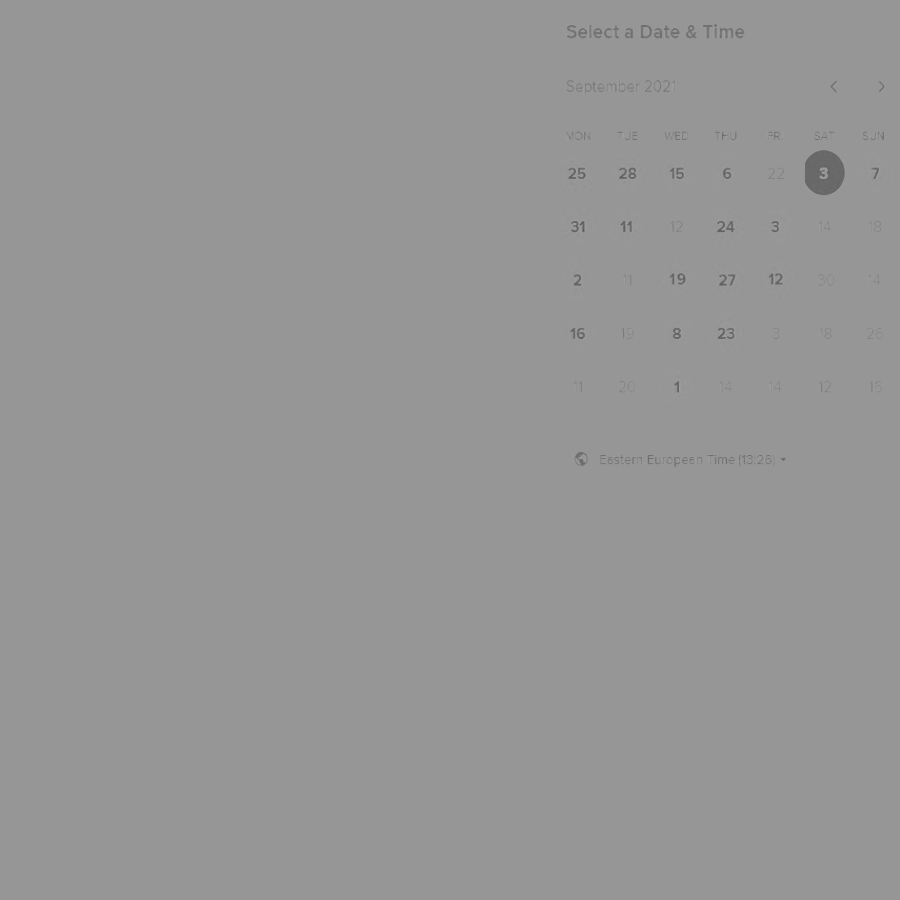 Select a Date & Time
September 2021
MON TUE WED THU FRI SAT SUN
25 28 15 6 22 3 7
31 11 12 24 3 14 18
2 11 19 27 12 30 14
16 19 8 23 3 18 26
11 20 1 14 14 12 15
Eastern European Time (13:26)